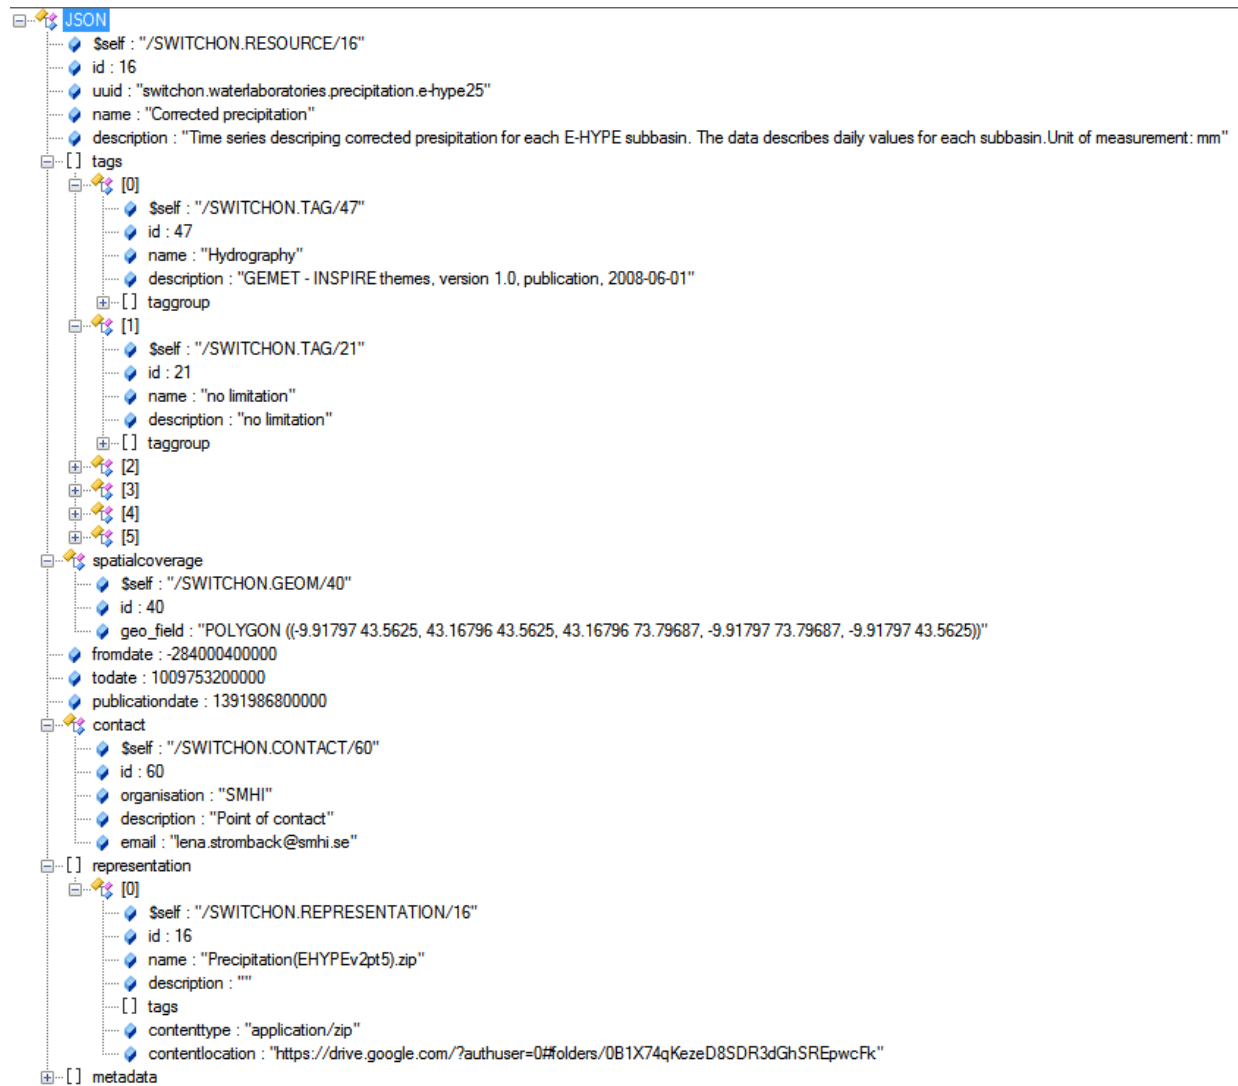 JSON
$self : "/SWITCHON.RESOURCE/16"
id : 16
uuid : "switchon.waterlaboratories.precipitation.e-hype25"
name : "Corrected precipitation"
description : "Time series descriping corrected presipitation for each E-HYPE subbasin. The data describes daily values for each subbasin.Unit of measurement: mm"
[ ] tags
[0]
$self : "/SWITCHON.TAG/47"
id : 47
name : "Hydrography"
description : "GEMET - INSPIRE themes, version 1.0, publication, 2008-06-01"
[ ] taggroup
[1]
$self : "/SWITCHON.TAG/21"
id : 21
name : "no limitation"
description : "no limitation"
[ ] taggroup
[2]
[3]
[4]
[5]
spatialcoverage
$self : "/SWITCHON.GEOM/40"
id : 40
geo_field : "POLYGON ((-9.91797 43.5625, 43.16796 43.5625, 43.16796 73.79687, -9.91797 73.79687, -9.91797 43.5625))"
fromdate : -284000400000
todate : 1009753200000
publicationdate : 1391986800000
contact
$self : "/SWITCHON.CONTACT/60"
id : 60
organisation : "SMHI"
description : "Point of contact"
email : "lena.stromback@smhi.se"
[ ] representation
[0]
$self : "/SWITCHON.REPRESENTATION/16"
id : 16
name : "Precipitation(EHYPEv2pt5).zip"
description : ""
[ ] tags
contenttype : "application/zip"
contentlocation : "https://drive.google.com/?authuser=0#folders/0B1X74qKezeD8SDR3dGhSREpwcFk"
[ ] metadata